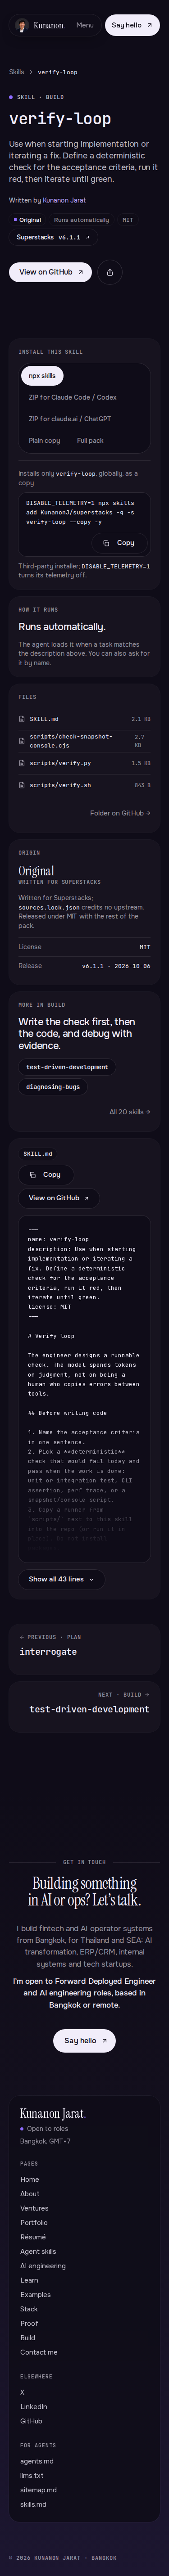 Kunanon.
Menu
Say hello ↗
Skills › verify-loop
SKILL · BUILD
verify-loop
Use when starting implementation or
iterating a fix. Define a deterministic
check for the acceptance criteria, run it
red, then iterate until green.
Written by Kunanon Jarat
Original
Runs automatically
MIT
Superstacks v6.1.1 ↗
View on GitHub ↗
INSTALL THIS SKILL
npx skills
ZIP for Claude Code / Codex
ZIP for claude.ai / ChatGPT
Plain copy
Full pack
Installs only verify-loop, globally, as a
copy
DISABLE_TELEMETRY=1 npx skills
add KunanonJ/superstacks -g -s
verify-loop --copy -y
Copy
Third-party installer; DISABLE_TELEMETRY=1
turns its telemetry off.
HOW IT RUNS
Runs automatically.
The agent loads it when a task matches
the description above. You can also ask for
it by name.
FILES
SKILL.md 2.1 KB
scripts/check-snapshot-
console.cjs
2.7
KB
scripts/verify.py 1.5 KB
scripts/verify.sh 843 B
Folder on GitHub →
ORIGIN
Original
WRITTEN FOR SUPERSTACKS
Written for Superstacks;
sources.lock.json credits no upstream.
Released under MIT with the rest of the
pack.
License MIT
Release v6.1.1 · 2026-10-06
MORE IN BUILD
Write the check first, then
the code, and debug with
evidence.
test-driven-development
diagnosing-bugs
All 20 skills →
SKILL.md
Copy
View on GitHub ↗
---
name: verify-loop
description: Use when starting
implementation or iterating a
fix. Define a deterministic
check for the acceptance
criteria, run it red, then
iterate until green.
license: MIT
---
# Verify loop
The engineer designs a runnable
check. The model spends tokens
on judgment, not on being a
human who copies errors between
tools.
## Before writing code
1. Name the acceptance criteria
in one sentence.
2. Pick a **deterministic**
check that would fail today and
pass when the work is done:
unit or integration test, CLI
assertion, perf trace, or a
snapshot/console script.
3. Copy a runner from
`scripts/` next to this skill
into the repo (or run it in
Show all 43 lines
← PREVIOUS · PLAN
interrogate
NEXT · BUILD →
test-driven-development
GET IN TOUCH
Building something
in AI or ops? Let's talk.
I build fintech and AI operator systems
from Bangkok, for Thailand and SEA: AI
transformation, ERP/CRM, internal
systems and tech startups.
I'm open to Forward Deployed Engineer
and AI engineering roles, based in
Bangkok or remote.
Say hello ↗
Kunanon Jarat.
Open to roles
Bangkok, GMT+7
PAGES
Home
About
Ventures
Portfolio
Résumé
Agent skills
AI engineering
Learn
Examples
Stack
Proof
Build
Contact me
ELSEWHERE
X
LinkedIn
GitHub
FOR AGENTS
agents.md
llms.txt
sitemap.md
skills.md
© 2026 KUNANON JARAT · BANGKOK